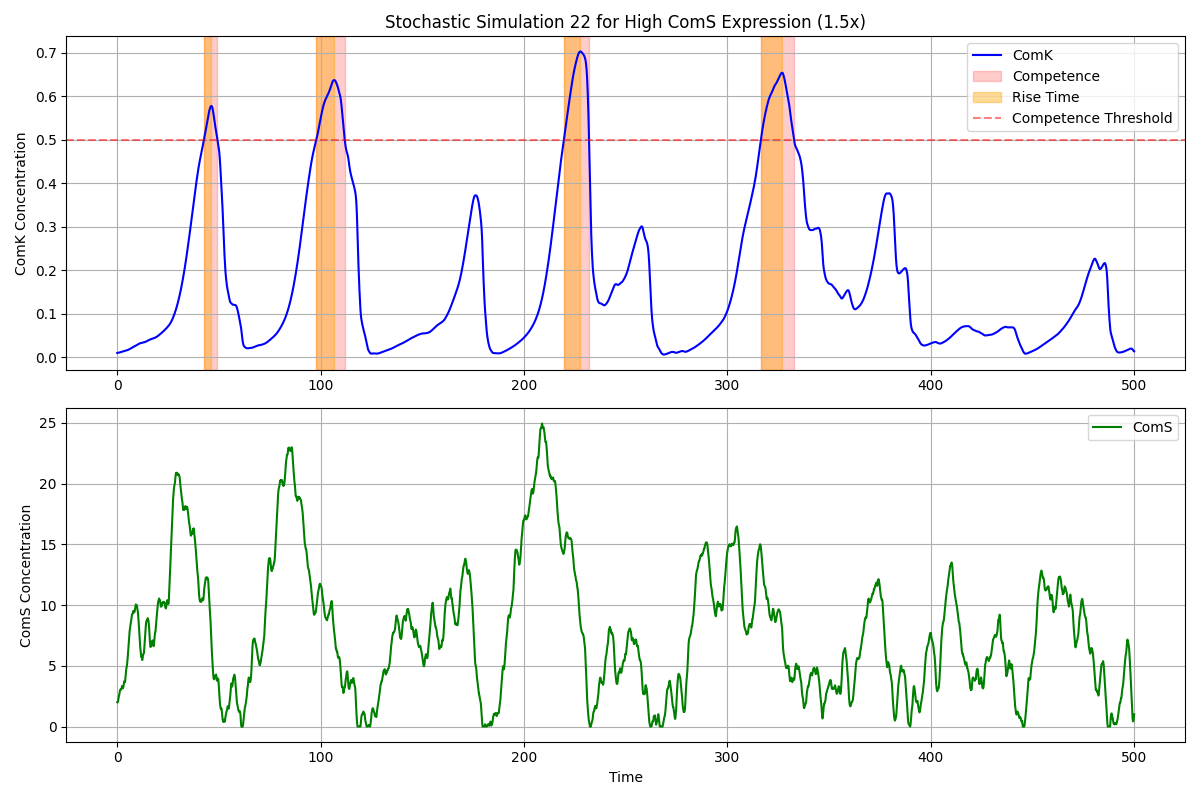 Stochastic Simulation 22 for High ComS Expression (1.5x)
ComK Concentration
0.7
0.6
0.5
0.4
0.3
0.2
0.1
0.0
ComK
Competence
Rise Time
Competence Threshold
0 100 200 300 400 500
ComS Concentration
25
20
15
10
5
0
ComS
0 100 200 300 400 500
Time